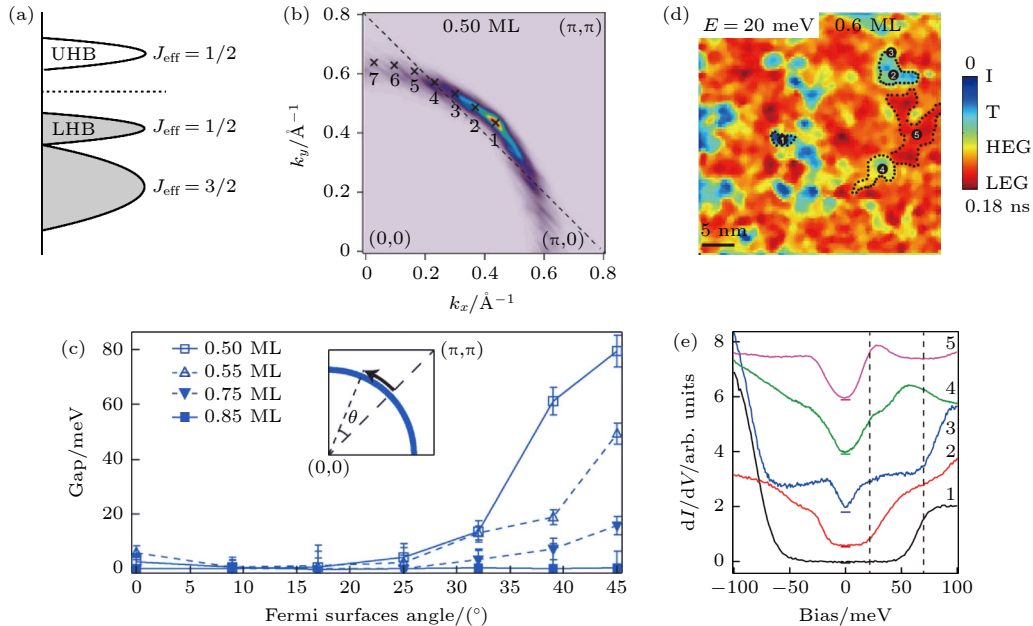 (a)
UHB
J_eff = 1/2
LHB
J_eff = 1/2
J_eff = 3/2
(b)
0.50 ML
(π,π)
0.8
0.6
0.4
0.2
0
7
6
5
4
3
2
1
(0,0)
(π,0)
0
0.2
0.4
0.6
0.8
k_y/Å⁻¹
k_x/Å⁻¹
(d)
E = 20 meV
0.6 ML
3
2
1
5
4
5 nm
0
I
T
HEG
LEG
0.18 ns
(c)
0.50 ML
0.55 ML
0.75 ML
0.85 ML
(π,π)
θ
(0.0)
80
60
40
20
0
Gap/meV
0
5
10
15
20
25
30
35
40
45
Fermi surfaces angle/(°)
(e)
8
6
4
2
0
dI/dV/arb. units
5
4
3
2
1
−100
−50
0
50
100
Bias/meV